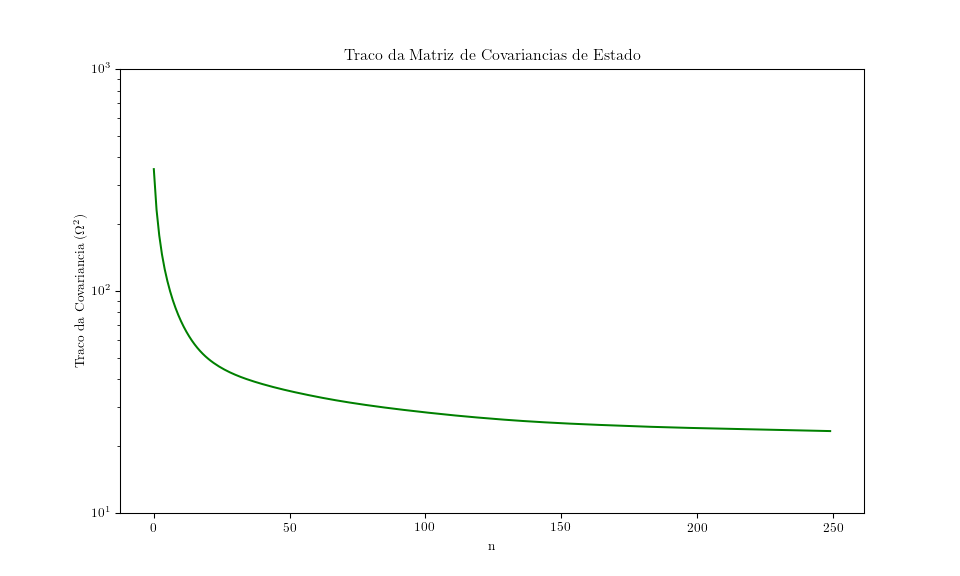 Traco da Matriz de Covariancias de Estado
10³
10²
10¹
Traco da Covariancia (Ω²)
0 50 100 150 200 250
n